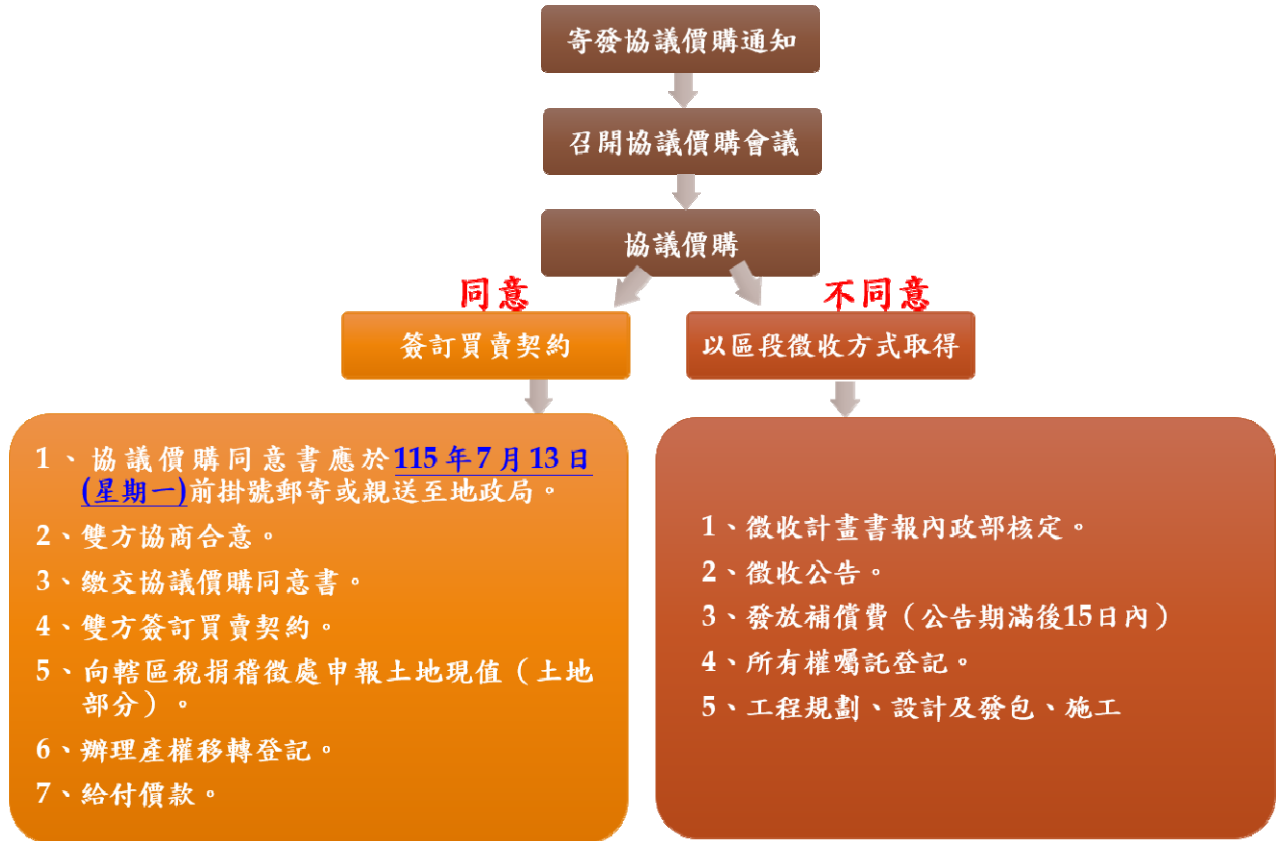 寄發協議價購通知
召開協議價購會議
協議價購
同意
不同意
簽訂買賣契約
以區段徵收方式取得
1、協議價購同意書應於115年7月13日
(星期一)前掛號郵寄或親送至地政局。
2、雙方協商合意。
3、繳交協議價購同意書。
4、雙方簽訂買賣契約。
5、向轄區稅捐稽徵處申報土地現值（土地
部分）。
6、辦理產權移轉登記。
7、給付價款。
1、徵收計畫書報內政部核定。
2、徵收公告。
3、發放補償費（公告期滿後15日內）
4、所有權囑託登記。
5、工程規劃、設計及發包、施工